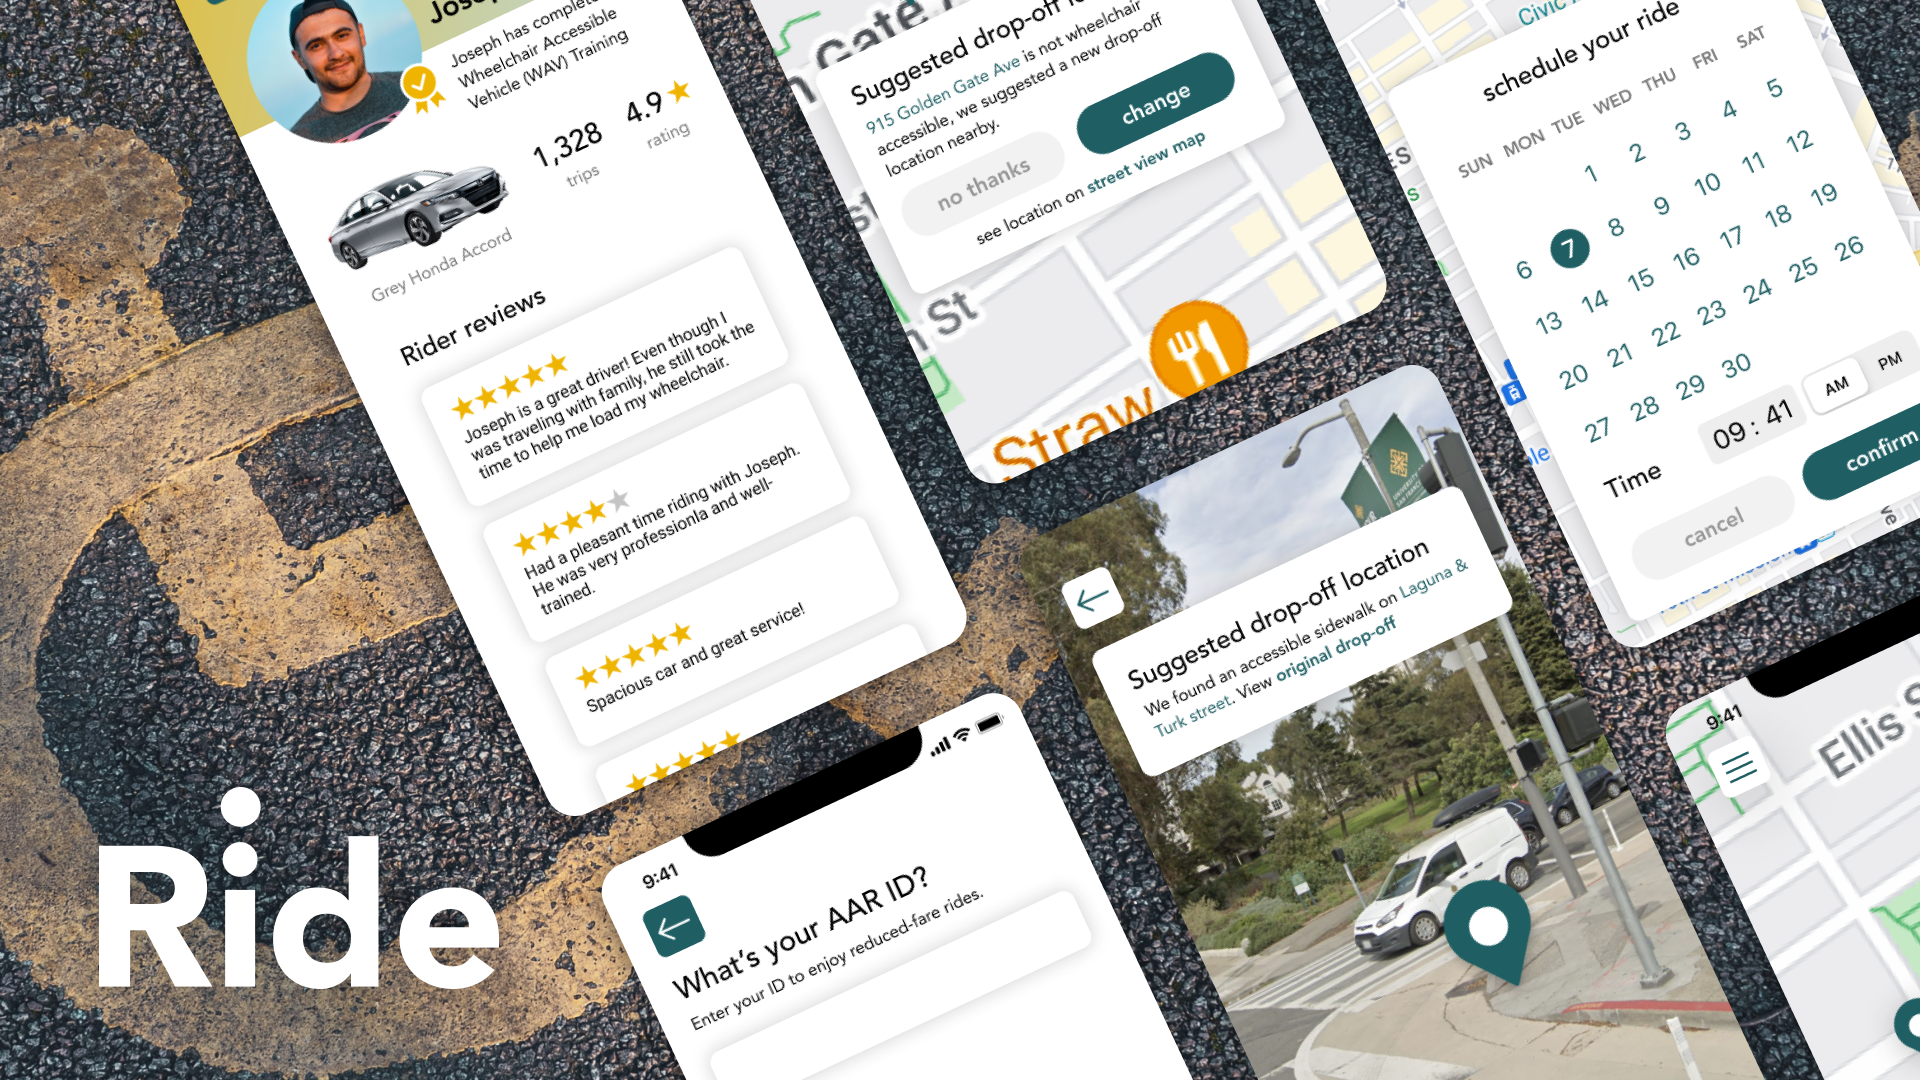 Joseph has complete
Wheelchair Accessible
Vehicle (WAV) Training
1,328
trips
4.9
rating
Grey Honda Accord
Rider reviews
Joseph is a great driver! Even though I
was traveling with family, he still took the
time to help me load my wheelchair.
Had a pleasant time riding with Joseph.
He was very professionla and well-
trained.
Spacious car and great service!
Gate
Suggested drop-off lo
915 Golden Gate Ave is not wheelchair
accessible, we suggested a new drop-off
location nearby.
no thanks
change
see location on street view map
n St
Straw
Civic
schedule your ride
SUN MON TUE WED THU FRI SAT
1 2 3 4 5
6 7 8 9 10 11 12
13 14 15 16 17 18 19
20 21 22 23 24 25 26
27 28 29 30
Time
09 : 41
AM
PM
cancel
confirm
Suggested drop-off location
We found an accessible sidewalk on Laguna &
Turk street. View original drop-off
9:41
What's your AAR ID?
Enter your ID to enjoy reduced-fare rides.
9:41
Ellis S
Ride